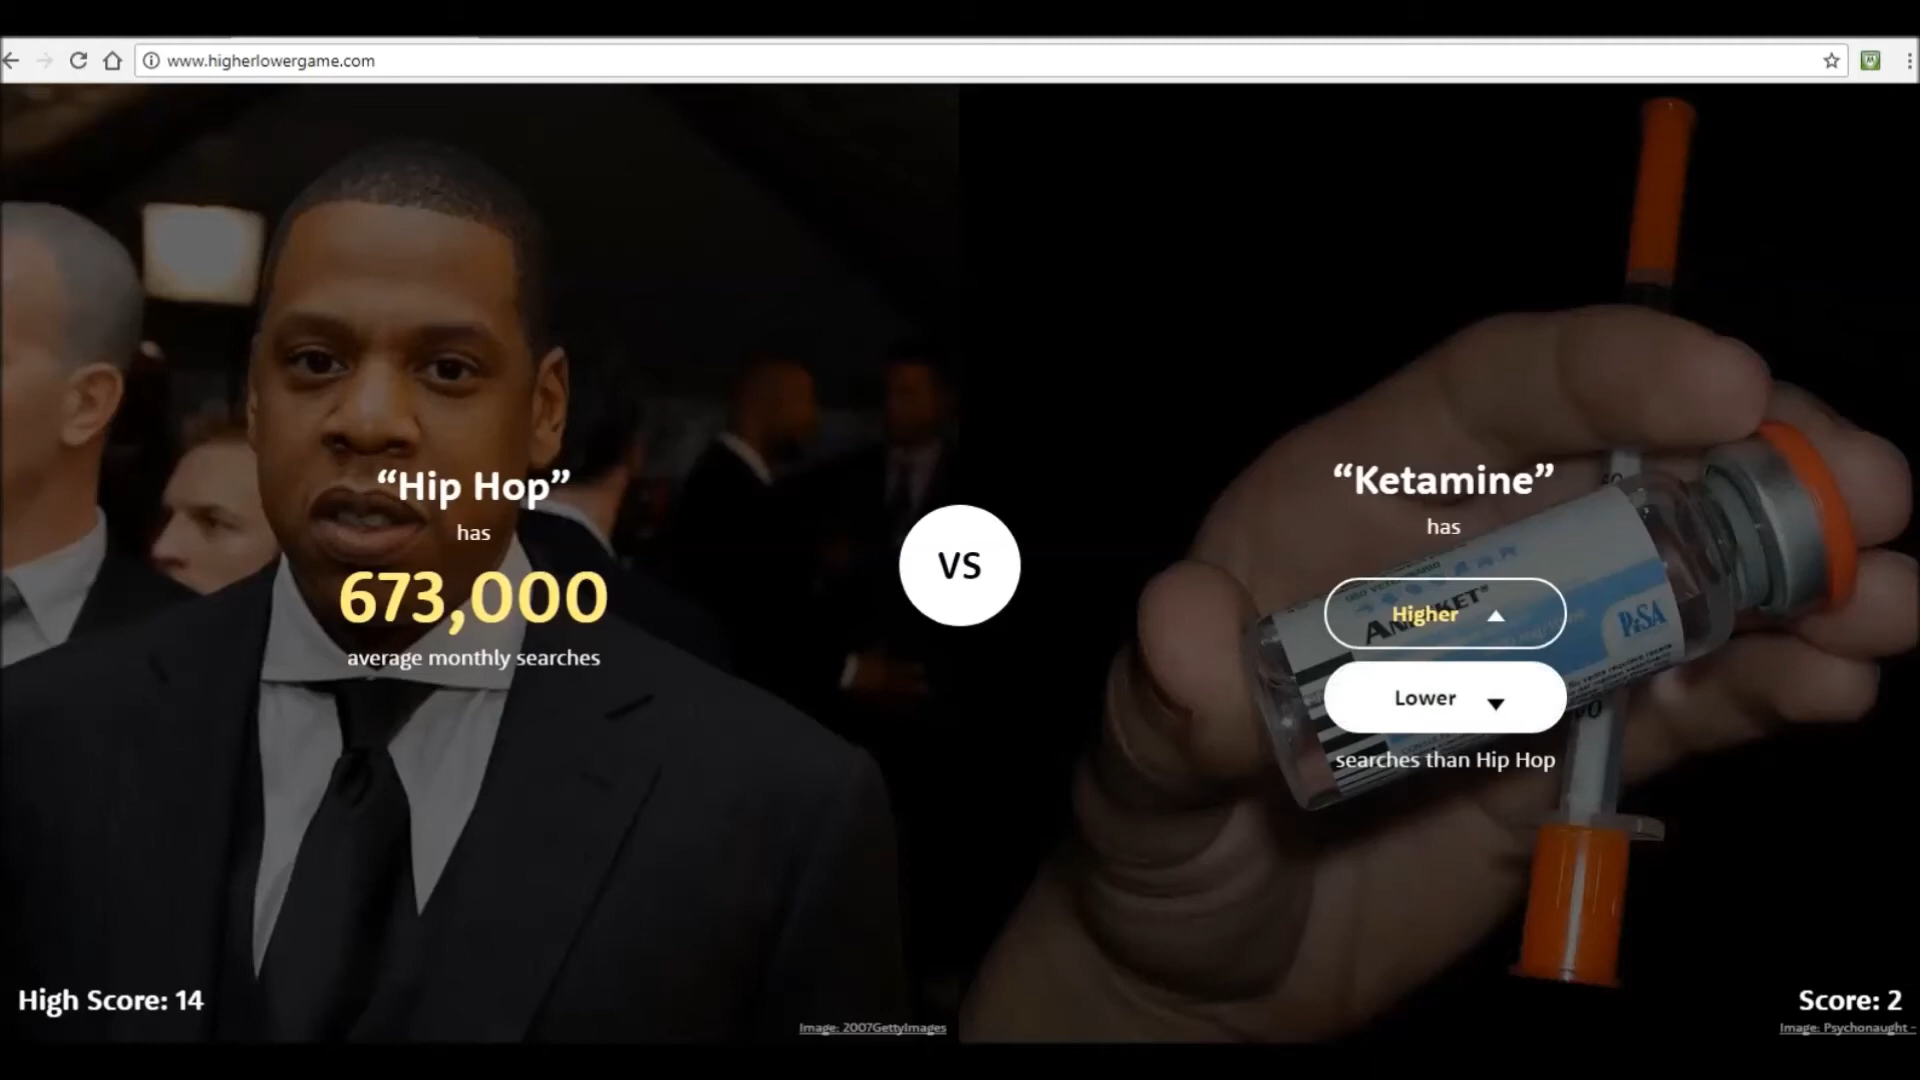 www.higherlowergame.com
“Hip Hop”
has
673,000
average monthly searches
VS
“Ketamine”
has
Higher
Lower
searches than Hip Hop
PiSA
High Score: 14
Score: 2
Image: 2007GettyImages
Image: Psychonaught -